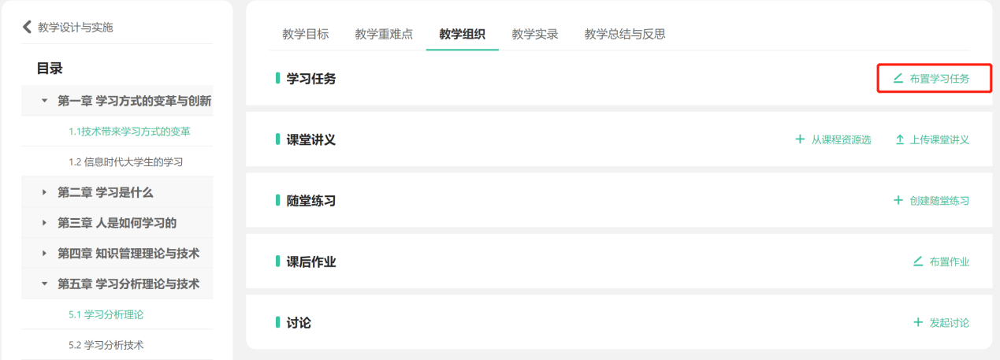 教学设计与实施
目录
第一章 学习方式的变革与创新
1.1技术带来学习方式的变革
1.2 信息时代大学生的学习
第二章 学习是什么
第三章 人是如何学习的
第四章 知识管理理论与技术
第五章 学习分析理论与技术
5.1 学习分析理论
5.2 学习分析技术
教学目标 教学重难点 教学组织 教学实录 教学总结与反思
学习任务 布置学习任务
课堂讲义 从课程资源选 上传课堂讲义
随堂练习 创建随堂练习
课后作业 布置作业
讨论 发起讨论